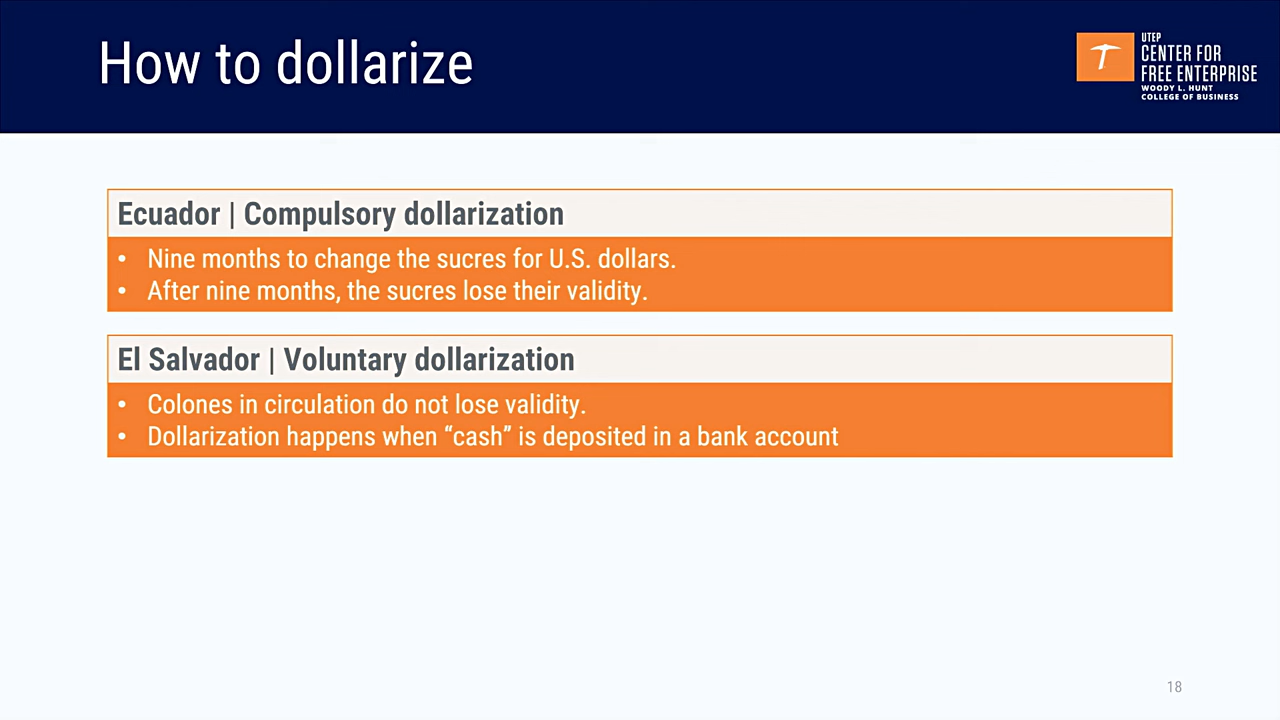 How to dollarize
UTEP
CENTER FOR
FREE ENTERPRISE
WOODY L. HUNT
COLLEGE OF BUSINESS
Ecuador | Compulsory dollarization
• Nine months to change the sucres for U.S. dollars.
• After nine months, the sucres lose their validity.
El Salvador | Voluntary dollarization
• Colones in circulation do not lose validity.
• Dollarization happens when “cash” is deposited in a bank account
18